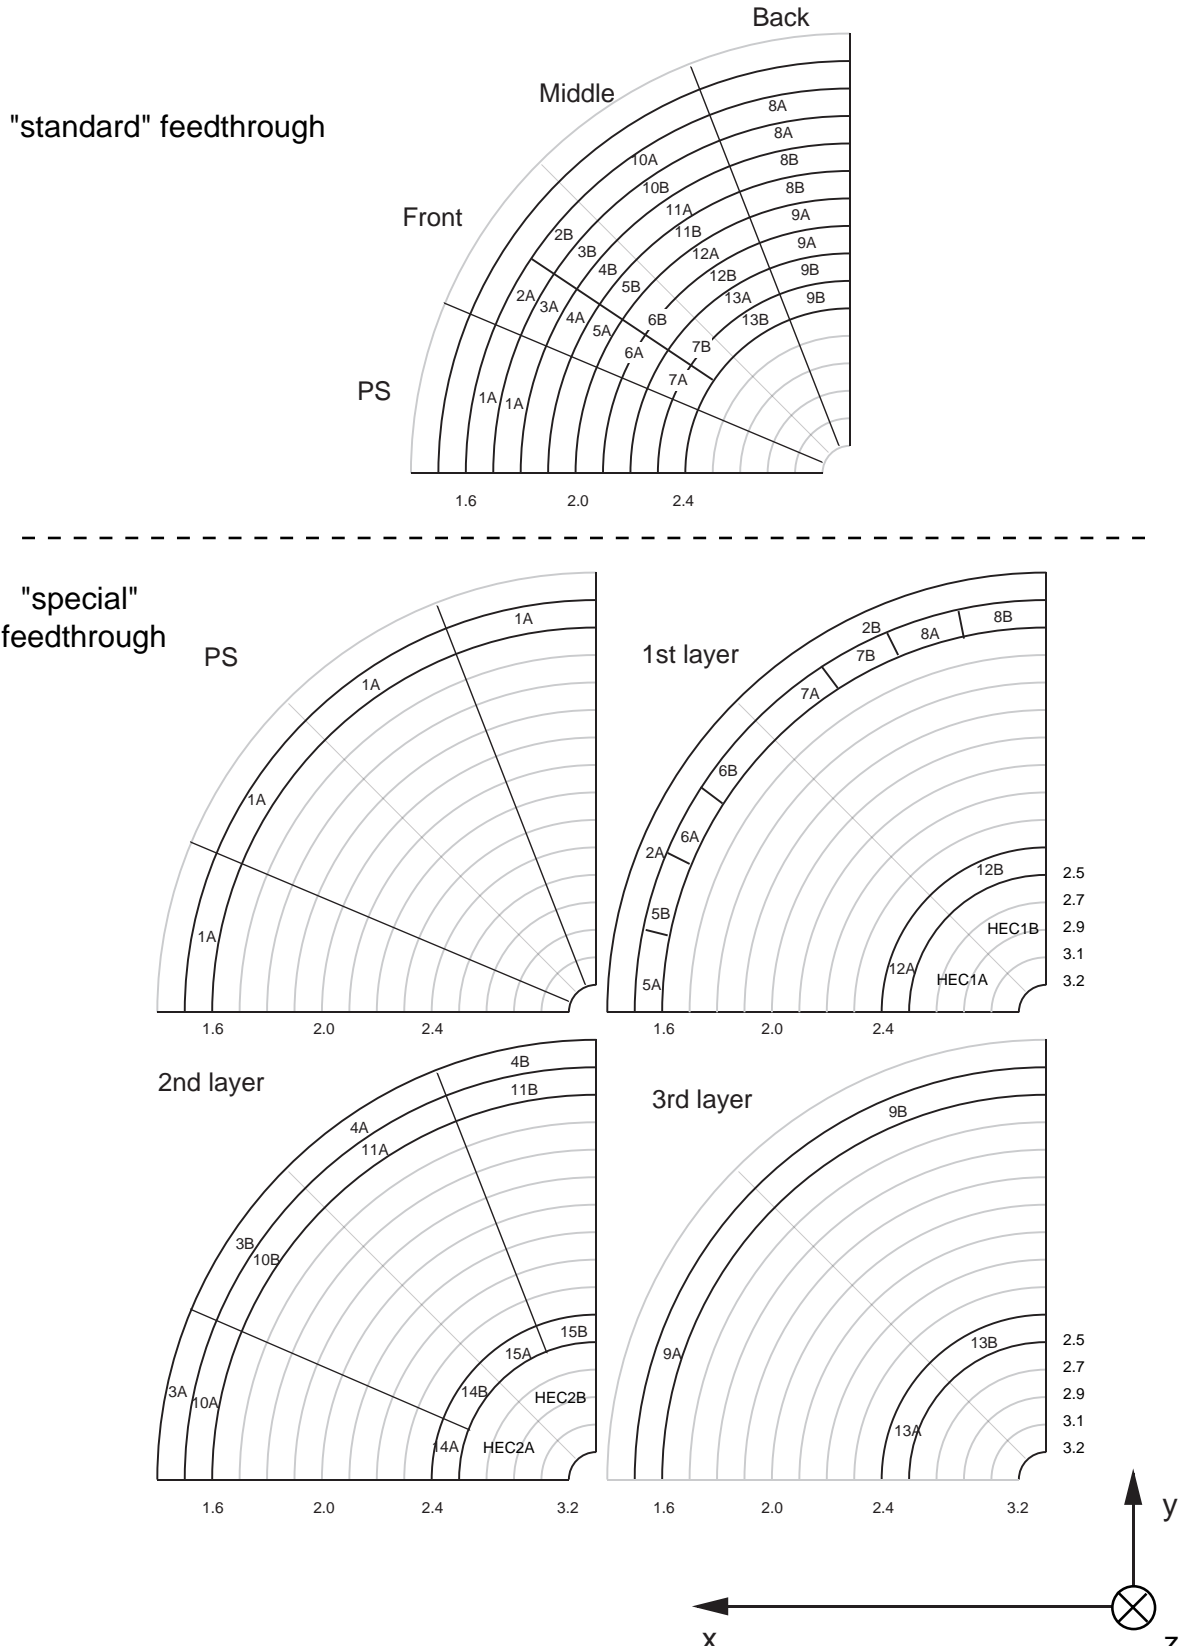 Back
Middle
"standard" feedthrough
Front
PS
8A
8A
8B
8B
9A
9A
9B
9B
10A
10B
11A
11B
12A
12B
13A
13B
2B
3B
4B
5B
6B
7B
2A
3A
4A
5A
6A
7A
1A
1A
1.6 2.0 2.4
"special"
feedthrough
PS
1A
1A
1A
1A
1.6 2.0 2.4
1st layer
2B
8B
8A
7B
7A
6B
6A
2A
5B
5A
12B
12A
HEC1B
HEC1A
2.5
2.7
2.9
3.1
3.2
1.6 2.0 2.4
2nd layer
4B
11B
4A
11A
3B
10B
3A
10A
15B
15A
14B
14A
HEC2B
HEC2A
1.6 2.0 2.4 3.2
3rd layer
9B
9A
13B
13A
2.5
2.7
2.9
3.1
3.2
1.6 2.0 2.4 3.2
y
x
z